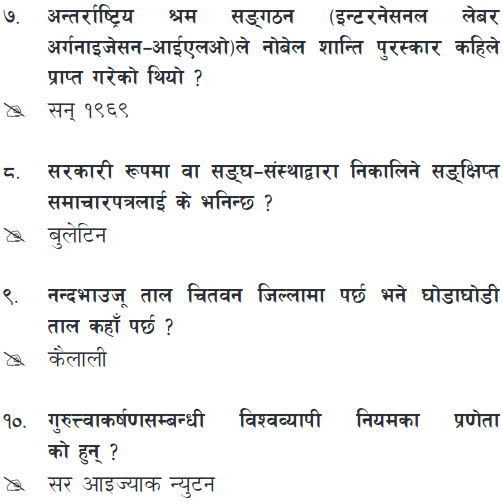 ७. अन्तर्राष्ट्रिय श्रम सङ्गठन (इन्टरनेसनल लेबर
अर्गनाइजेसन-आईएलओ)ले नोबेल शान्ति पुरस्कार कहिले
प्राप्त गरेको थियो ?
सन् १९६९
८. सरकारी रूपमा वा सङ्घ-संस्थाद्वारा निकालिने सङ्क्षिप्त
समाचारपत्रलाई के भनिन्छ ?
बुलेटिन
९. नन्दभाउजू ताल चितवन जिल्लामा पर्छ भने घोडाघोडी
ताल कहाँ पर्छ ?
कैलाली
१०. गुरुत्त्वाकर्षणसम्बन्धी विश्वव्यापी नियमका प्रणेता
को हुन् ?
सर आइज्याक न्युटन